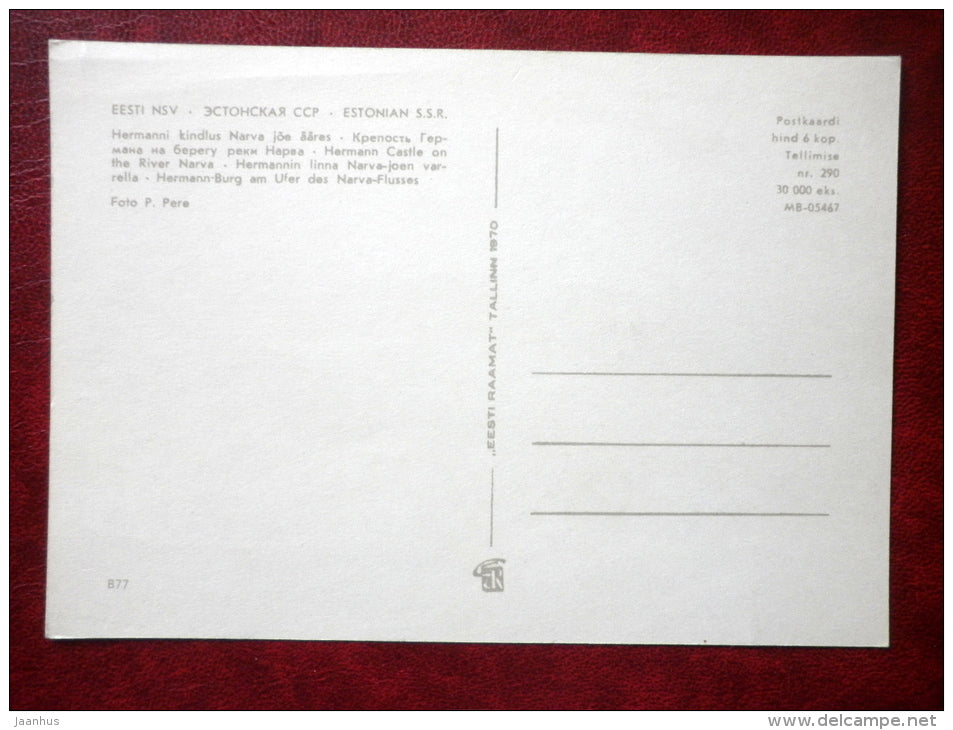 EESTI NSV · ЭСТОНСКАЯ ССР · ESTONIAN S.S.R.
Hermanni kindlus Narva jõe ääres · Крепость Гер-
мана на берегу реки Нарва · Hermann Castle on
the River Narva · Hermannin linna Narva-joen var-
rella · Hermann-Burg am Ufer des Narva-Flusses
Foto P. Pere
Postkaardi
hind 6 kop.
Tellimise
nr. 290
30 000 eks.
MB-05467
„EESTI RAAMAT" TALLINN 1970
877
jaanhus
www.delcampe.net